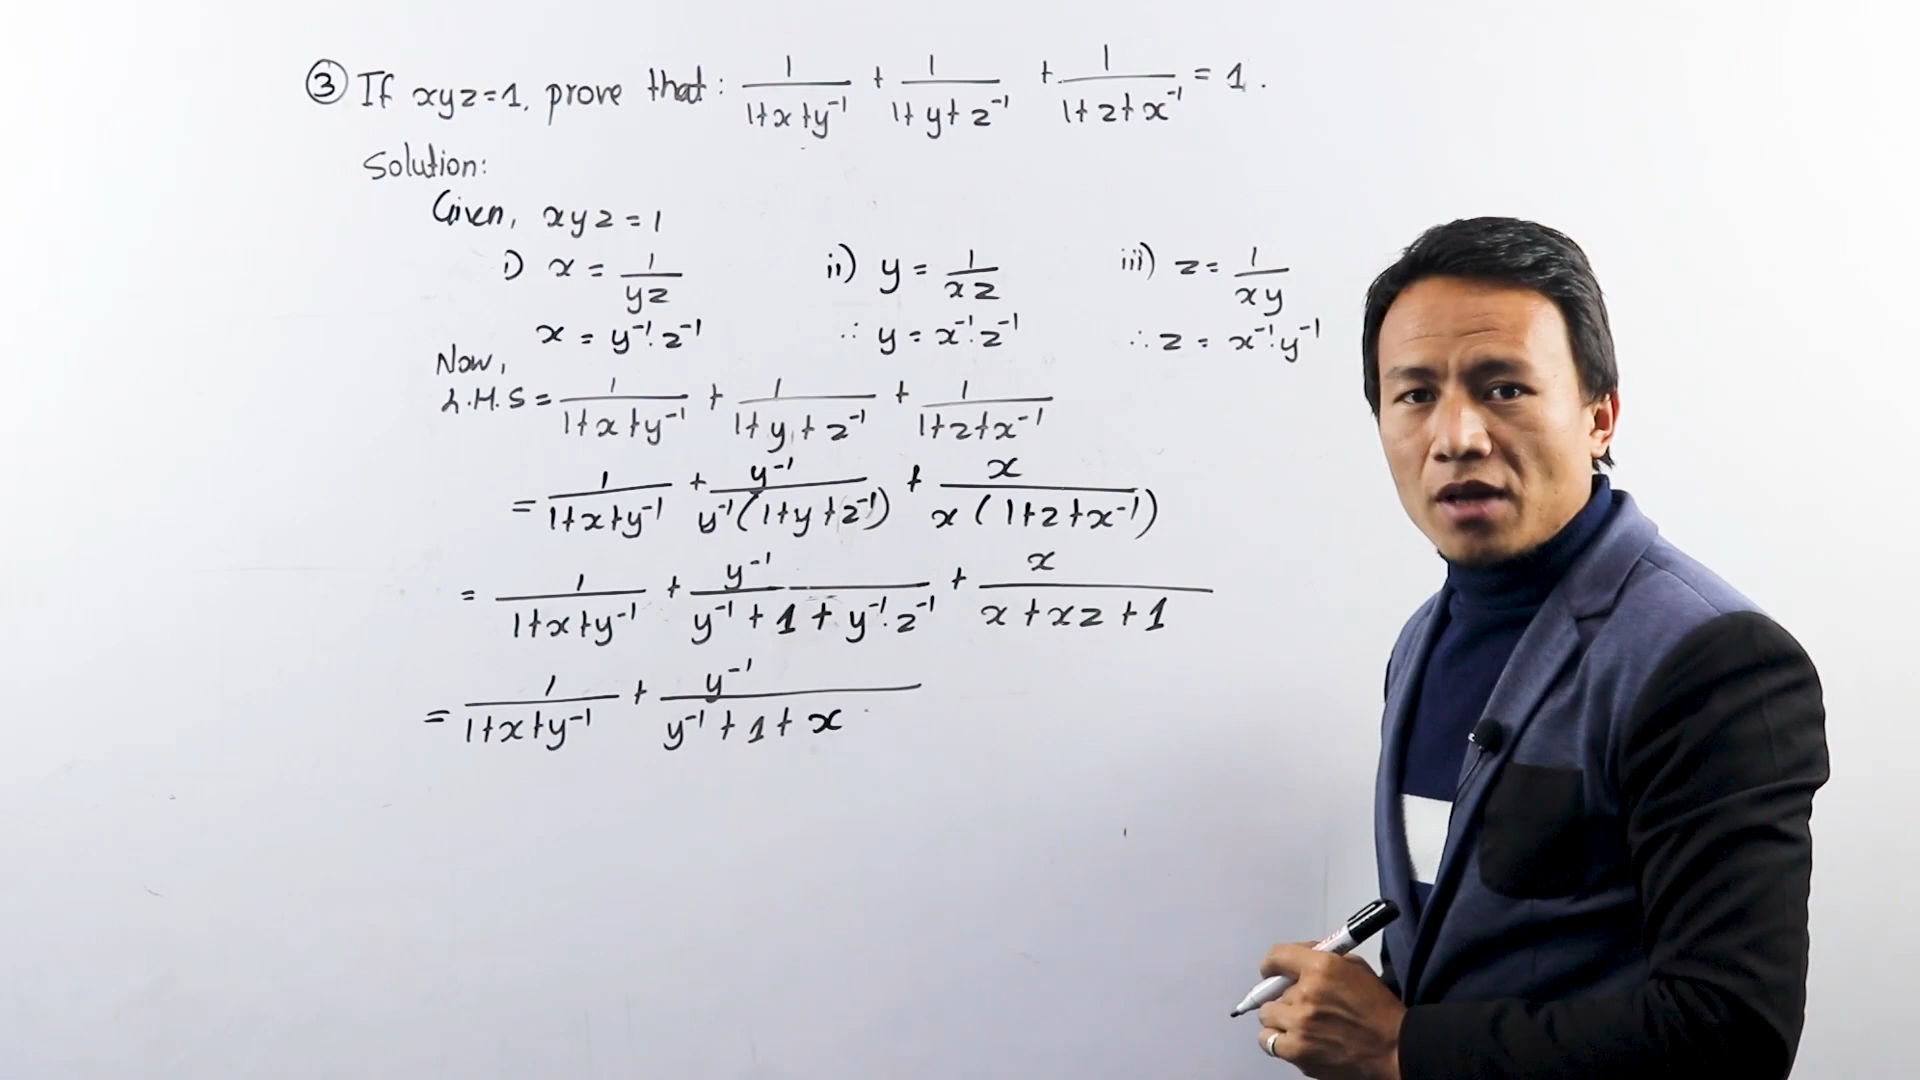 ③ If xyz=1, prove that: 1/(1+x+y⁻¹) + 1/(1+y+z⁻¹) + 1/(1+z+x⁻¹) = 1.
Solution:
Given, xyz=1
i) x = 1/yz ii) y = 1/xz iii) z = 1/xy
x = y⁻¹.z⁻¹ ∴ y = x⁻¹.z⁻¹ ∴ z = x⁻¹.y⁻¹
Now,
L.H.S = 1/(1+x+y⁻¹) + 1/(1+y+z⁻¹) + 1/(1+z+x⁻¹)
= 1/(1+x+y⁻¹) + y⁻¹/y⁻¹(1+y+z⁻¹) + x/x(1+z+x⁻¹)
= 1/(1+x+y⁻¹) + y⁻¹/(y⁻¹+1+y⁻¹.z⁻¹) + x/(x+xz+1)
= 1/(1+x+y⁻¹) + y⁻¹/(y⁻¹+1+x